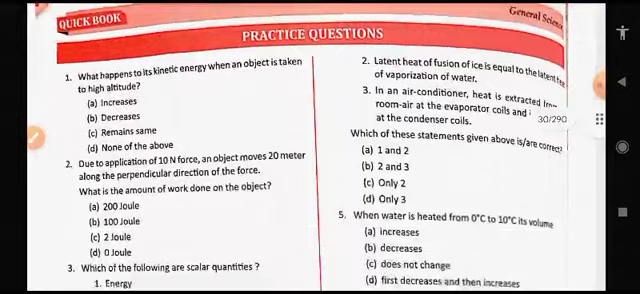 QUICK BOOK
General Science
PRACTICE QUESTIONS
1. What happens to its kinetic energy when an object is taken
to high altitude?
(a) Increases
(b) Decreases
(c) Remains same
(d) None of the above
2. Due to application of 10 N force, an object moves 20 meter
along the perpendicular direction of the force.
What is the amount of work done on the object?
(a) 200 Joule
(b) 100 Joule
(c) 2 Joule
(d) 0 Joule
3. Which of the following are scalar quantities ?
1. Energy
2. Latent heat of fusion of ice is equal to the latent heat
of vaporization of water.
3. In an air-conditioner, heat is extracted from
room-air at the evaporator coils and
at the condenser coils.
30/290
Which of these statements given above is/are correct?
(a) 1 and 2
(b) 2 and 3
(c) Only 2
(d) Only 3
5. When water is heated from 0°C to 10°C its volume
(a) increases
(b) decreases
(c) does not change
(d) first decreases and then increases